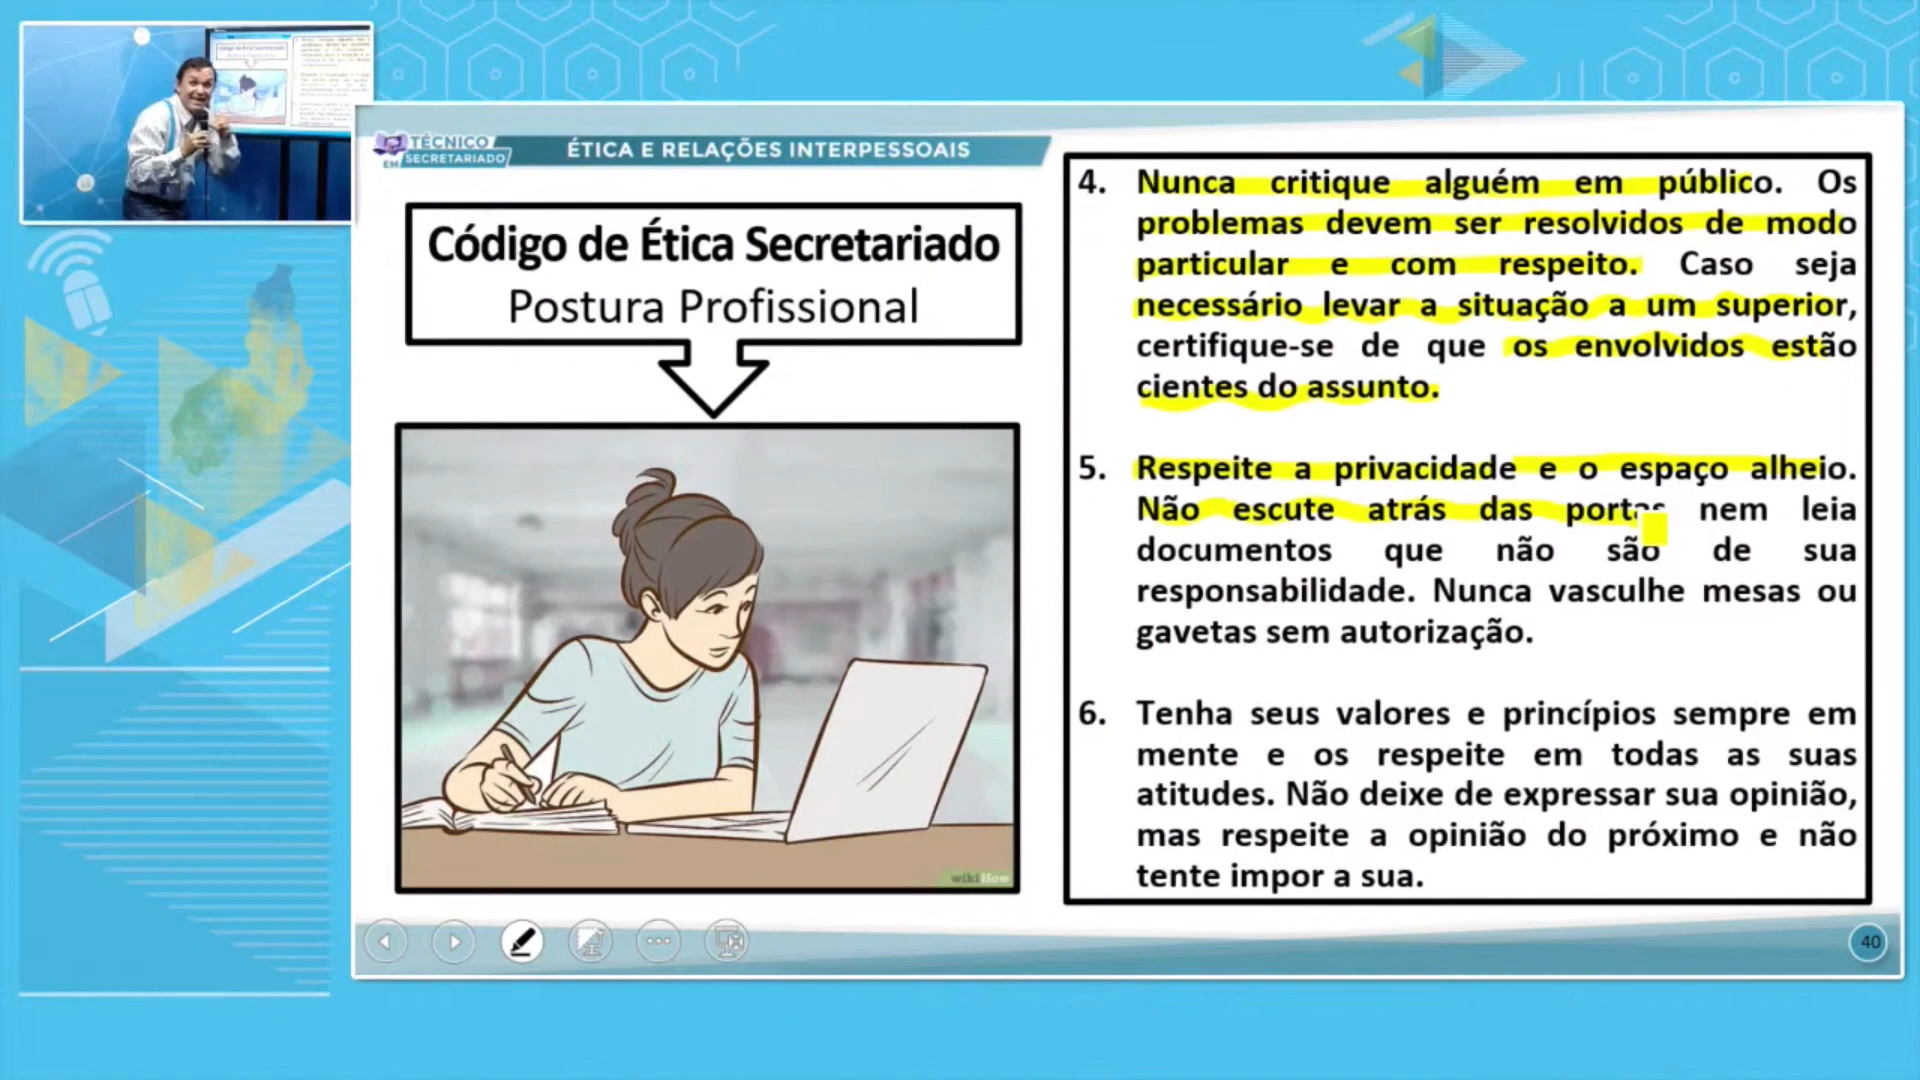 TÉCNICO
EM SECRETARIADO
ÉTICA E RELAÇÕES INTERPESSOAIS
Código de Ética Secretariado
Postura Profissional
wikiHow
4. Nunca critique alguém em público. Os
problemas devem ser resolvidos de modo
particular e com respeito. Caso seja
necessário levar a situação a um superior,
certifique-se de que os envolvidos estão
cientes do assunto.
5. Respeite a privacidade e o espaço alheio.
Não escute atrás das portas nem leia
documentos que não são de sua
responsabilidade. Nunca vasculhe mesas ou
gavetas sem autorização.
6. Tenha seus valores e princípios sempre em
mente e os respeite em todas as suas
atitudes. Não deixe de expressar sua opinião,
mas respeite a opinião do próximo e não
tente impor a sua.
40